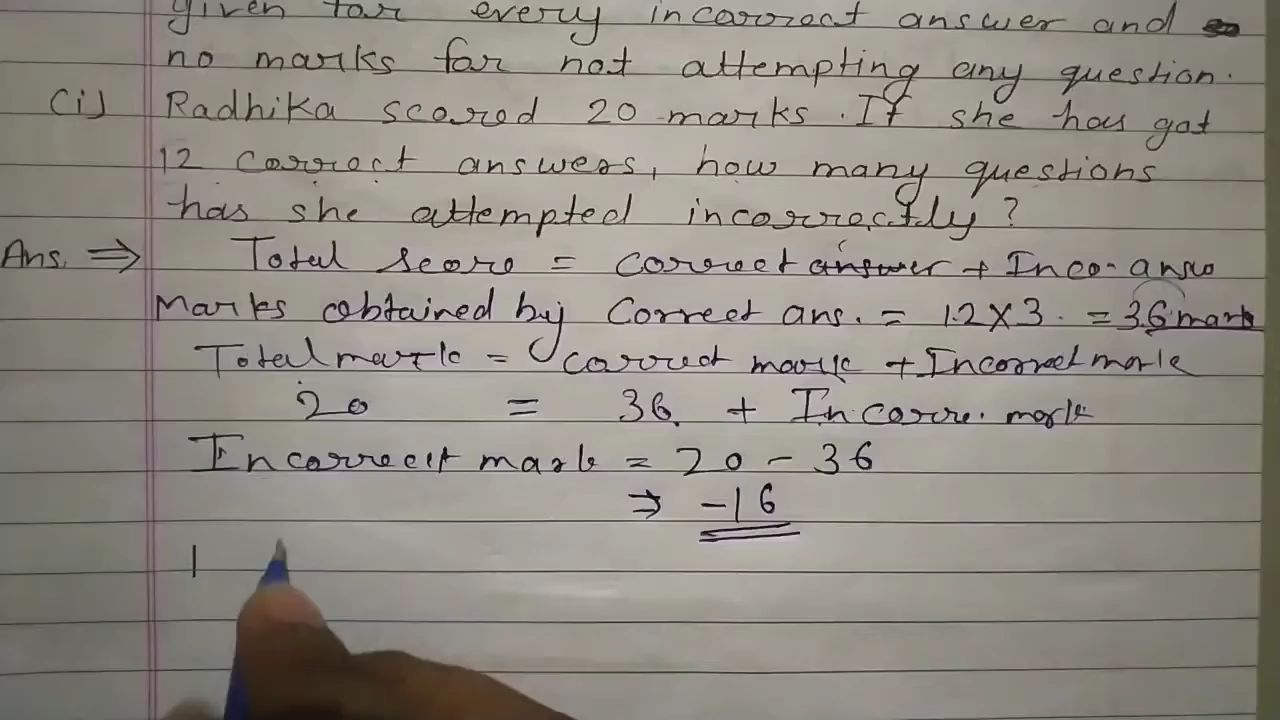 given for every incorrect answer and
no marks for not attempting any question.
(i) Radhika scored 20 marks. If she has got
12 correct answers, how many questions
has she attempted incorrectly?
Ans. ⇒ Total score = correct answer + Inco. answ
Marks obtained by Correct ans. = 12 × 3. = 36 mark
Total mark = correct mark + Incorrect mark
20 = 36 + Incorre. mark
Incorrect mark = 20 - 36
⇒ -16